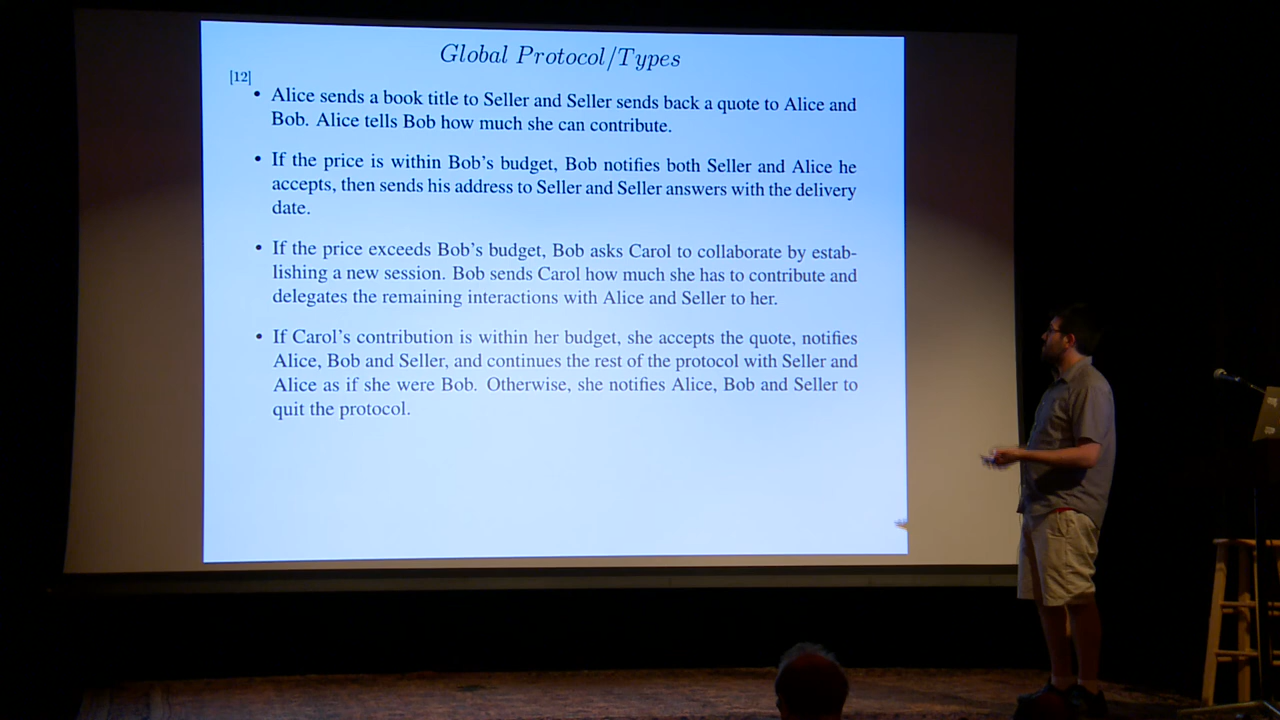 Global Protocol/Types
[12]
• Alice sends a book title to Seller and Seller sends back a quote to Alice and
Bob. Alice tells Bob how much she can contribute.
• If the price is within Bob's budget, Bob notifies both Seller and Alice he
accepts, then sends his address to Seller and Seller answers with the delivery
date.
• If the price exceeds Bob's budget, Bob asks Carol to collaborate by estab-
lishing a new session. Bob sends Carol how much she has to contribute and
delegates the remaining interactions with Alice and Seller to her.
• If Carol's contribution is within her budget, she accepts the quote, notifies
Alice, Bob and Seller, and continues the rest of the protocol with Seller and
Alice as if she were Bob. Otherwise, she notifies Alice, Bob and Seller to
quit the protocol.